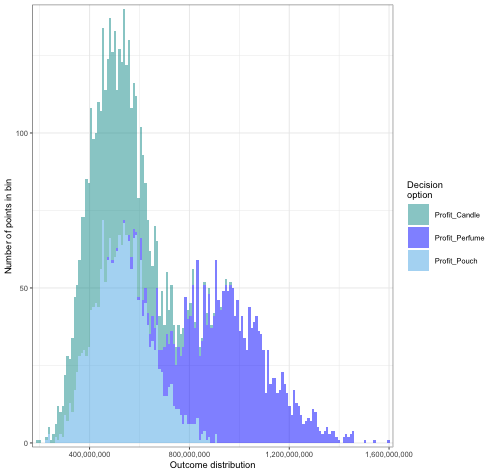 Number of points in bin
100
50
0
400,000,000
800,000,000
1,200,000,000
1,600,000,000
Outcome distribution
Decision
option
Profit_Candle
Profit_Perfume
Profit_Pouch